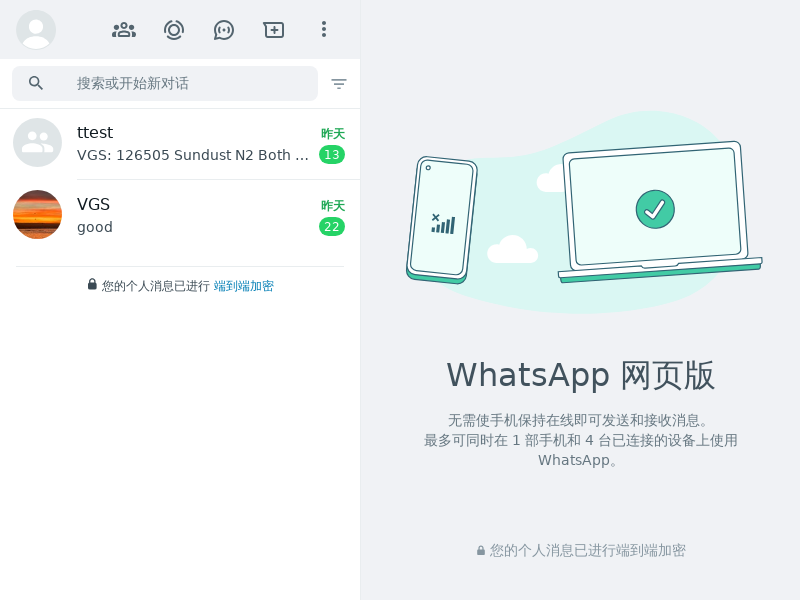 搜索或开始新对话
ttest
昨天
VGS: 126505 Sundust N2 Both ...
13
VGS
昨天
good
22
您的个人消息已进行 端到端加密
WhatsApp 网页版
无需使手机保持在线即可发送和接收消息。
最多可同时在 1 部手机和 4 台已连接的设备上使用
WhatsApp。
您的个人消息已进行端到端加密